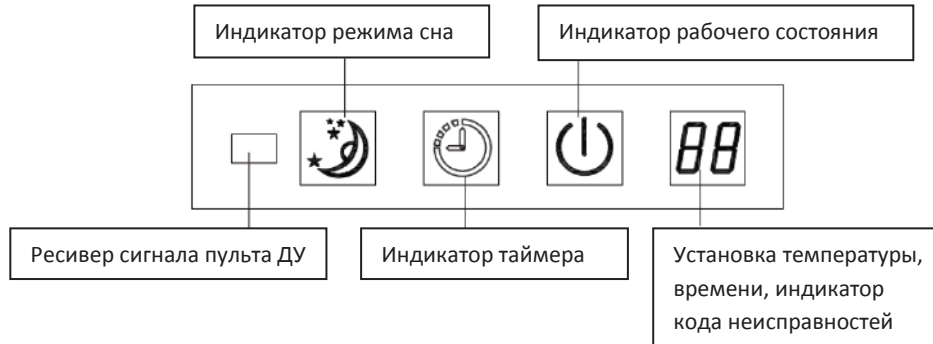 Индикатор режима сна
Индикатор рабочего состояния
88
Ресивер сигнала пульта ДУ
Индикатор таймера
Установка температуры,
времени, индикатор
кода неисправностей